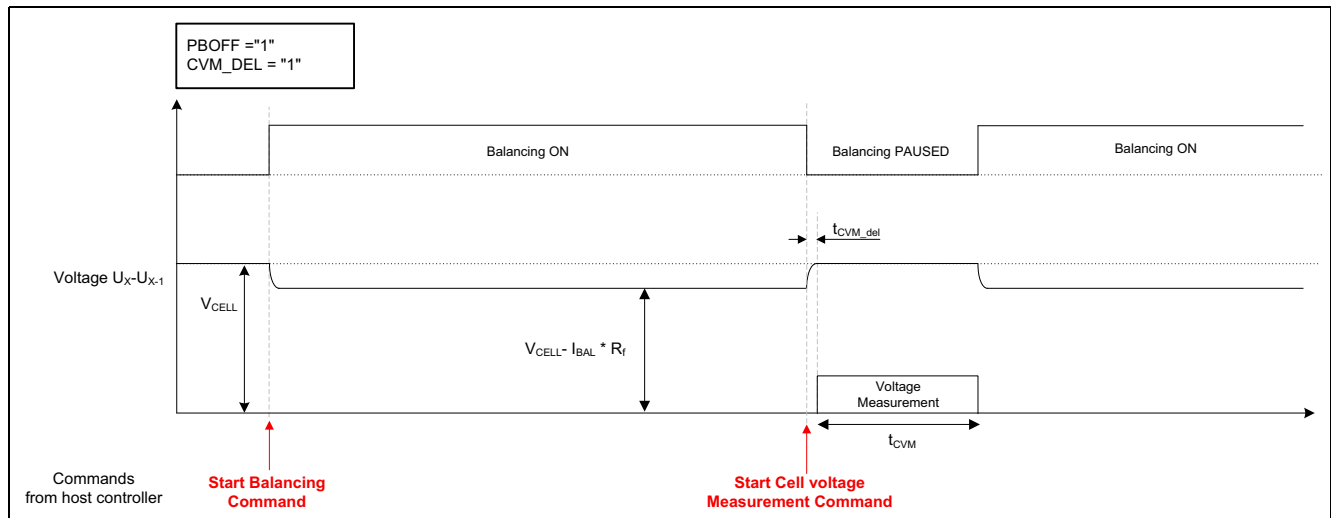 PBOFF ="1"
CVM_DEL = "1"
Balancing ON
Balancing PAUSED
Balancing ON
tCVM_del
Voltage UX-UX-1
VCELL
VCELL- IBAL * Rf
Voltage
Measurement
tCVM
Commands
from host controller
Start Balancing
Command
Start Cell voltage
Measurement Command